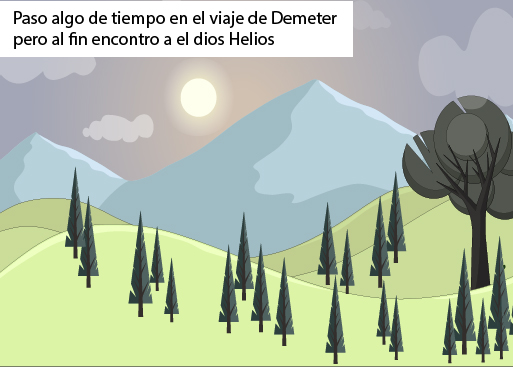 Paso algo de tiempo en el viaje de Demeter
pero al fin encontro a el dios Helios